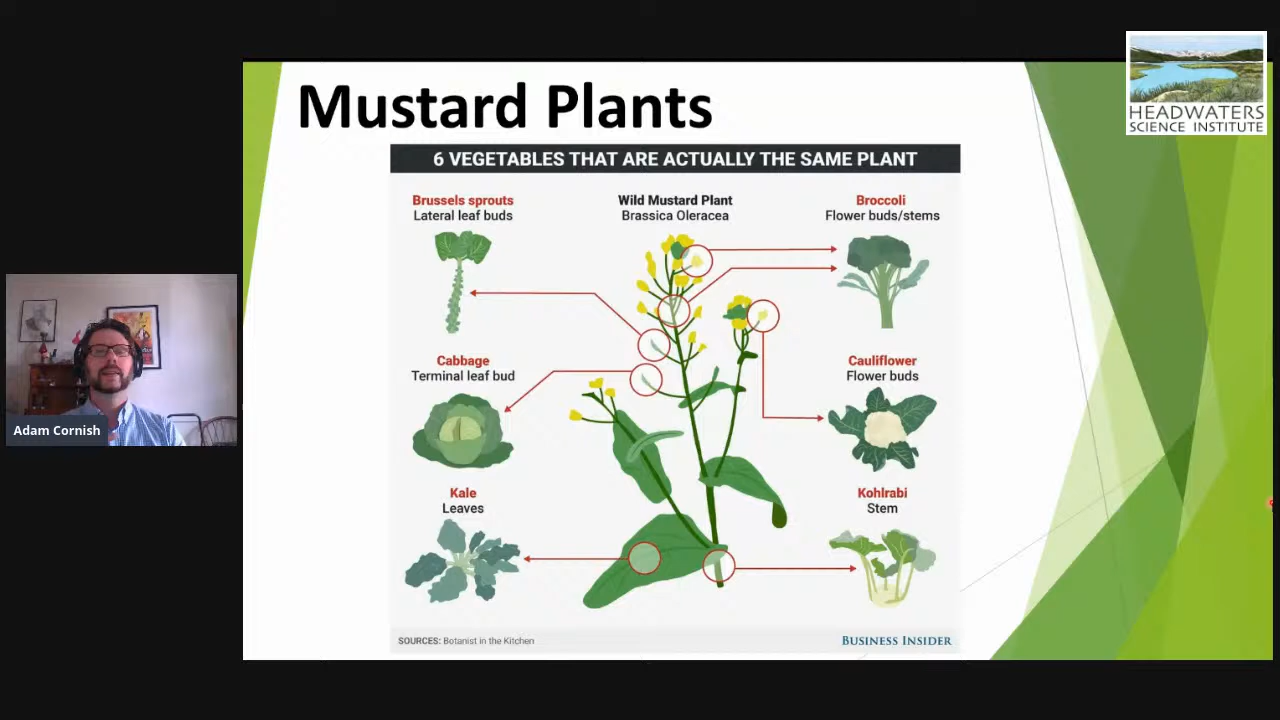 Mustard Plants
HEADWATERS
SCIENCE INSTITUTE
6 VEGETABLES THAT ARE ACTUALLY THE SAME PLANT
Brussels sprouts
Lateral leaf buds
Wild Mustard Plant
Brassica Oleracea
Broccoli
Flower buds/stems
Cabbage
Terminal leaf bud
Cauliflower
Flower buds
Kale
Leaves
Kohlrabi
Stem
Adam Cornish
SOURCES: Botanist in the Kitchen
BUSINESS INSIDER